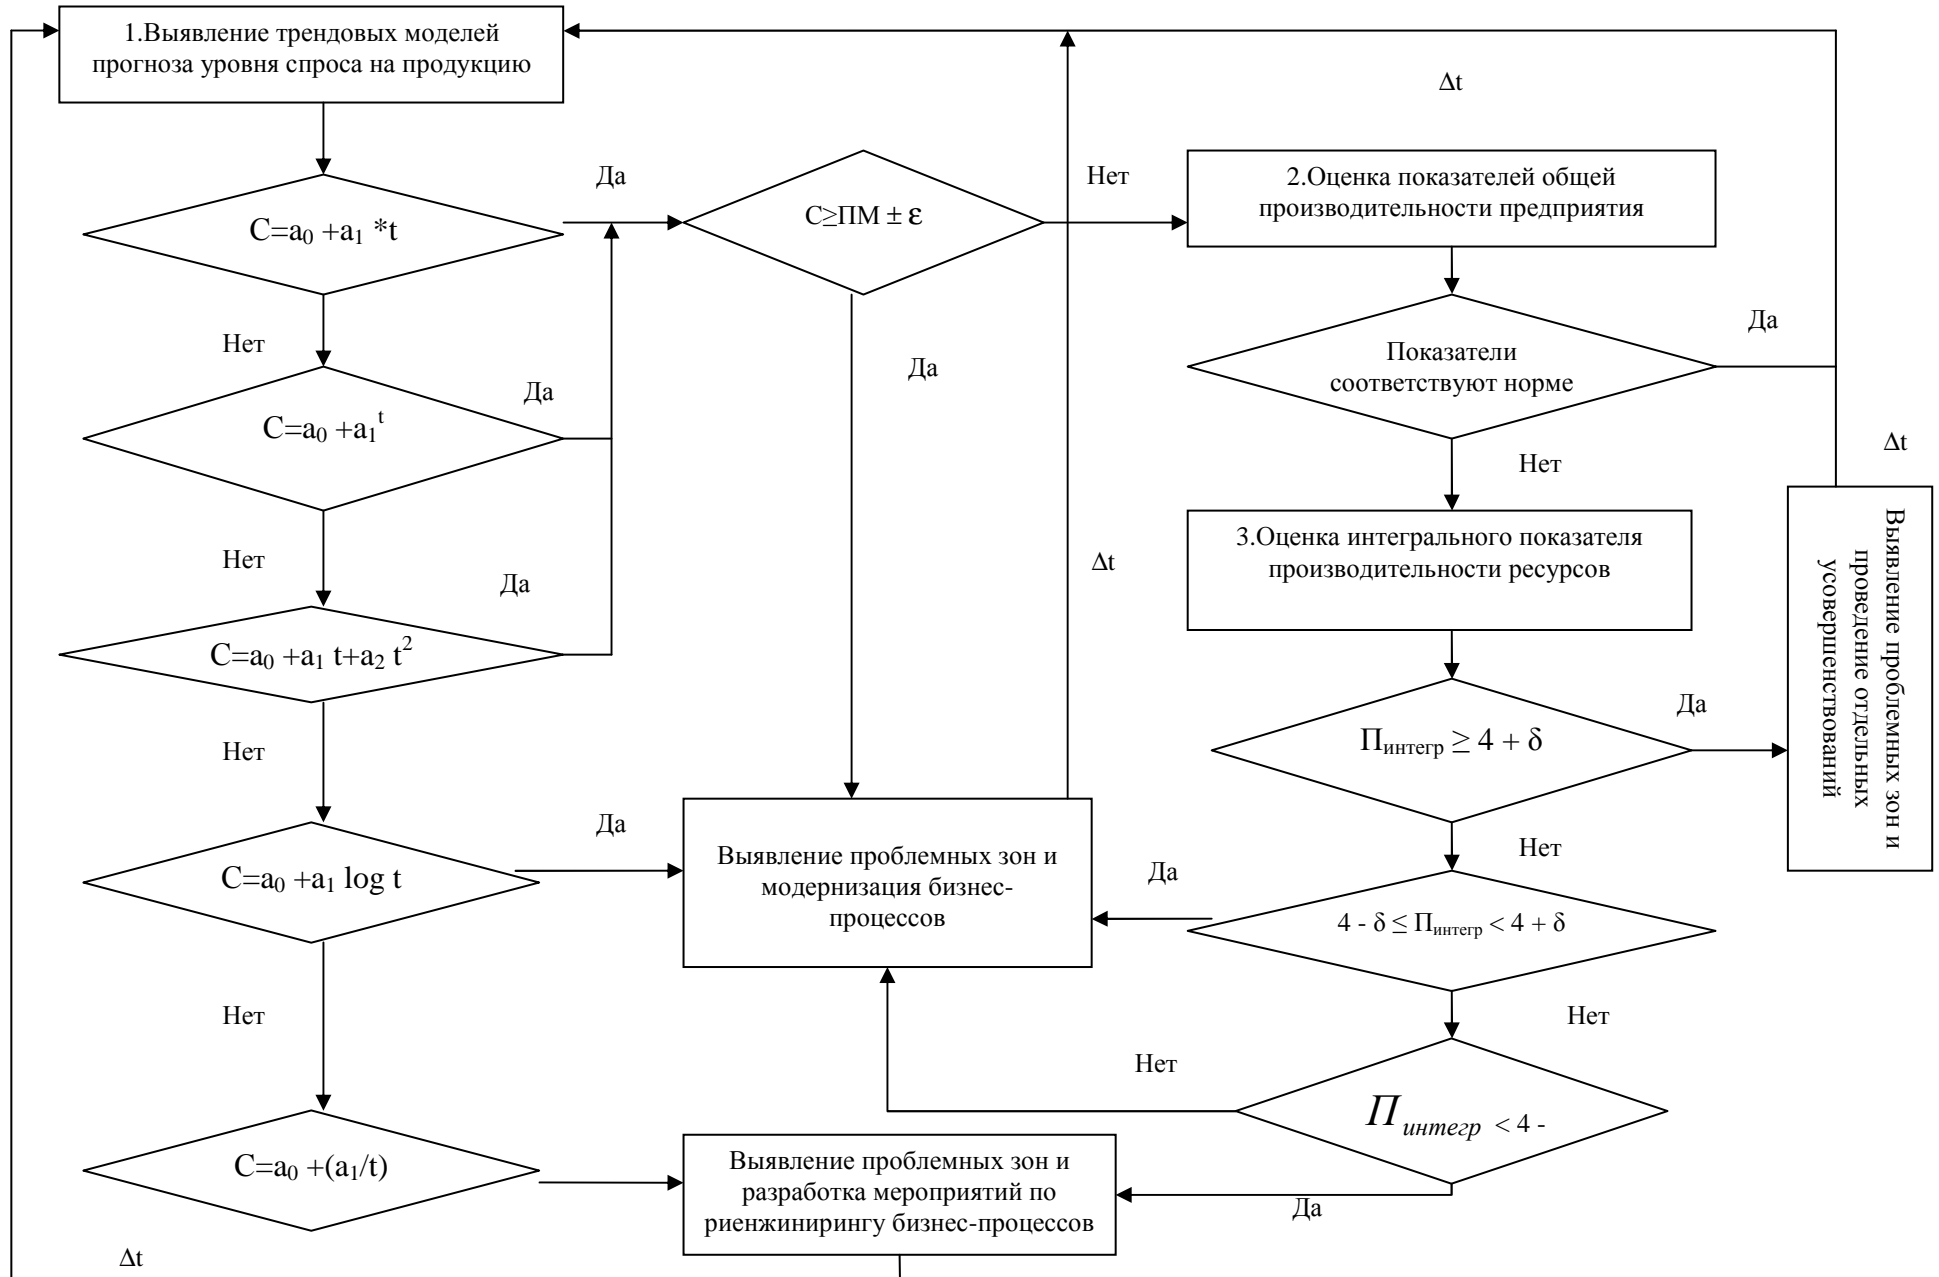 1.Выявление трендовых моделей
прогноза уровня спроса на продукцию
Δt
Да
Нет
C=a₀ +a₁ *t
C≥ПМ ± ε
2.Оценка показателей общей
производительности предприятия
Нет
Да
Да
Да
Показатели
соответствуют норме
C=a₀ +a₁ᵗ
Δt
Нет
Нет
Да
Δt
3.Оценка интегрального показателя
производительности ресурсов
Выявление проблемных зон и
проведение отдельных
усовершенствований
C=a₀ +a₁ t+a₂ t²
Да
Нет
Пинтегр ≥ 4 + δ
Да
Нет
Выявление проблемных зон и
модернизация бизнес-
процессов
Да
C=a₀ +a₁ log t
4 - δ ≤ Пинтегр < 4 + δ
Нет
Нет
Нет
Пинтегр < 4 -
C=a₀ +(a₁/t)
Выявление проблемных зон и
разработка мероприятий по
риенжинирингу бизнес-процессов
Да
Δt